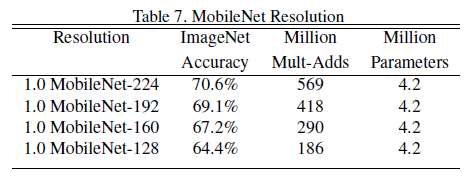 Table 7. MobileNet Resolution
Resolution ImageNet Million Million
Accuracy Mult-Adds Parameters
1.0 MobileNet-224 70.6% 569 4.2
1.0 MobileNet-192 69.1% 418 4.2
1.0 MobileNet-160 67.2% 290 4.2
1.0 MobileNet-128 64.4% 186 4.2